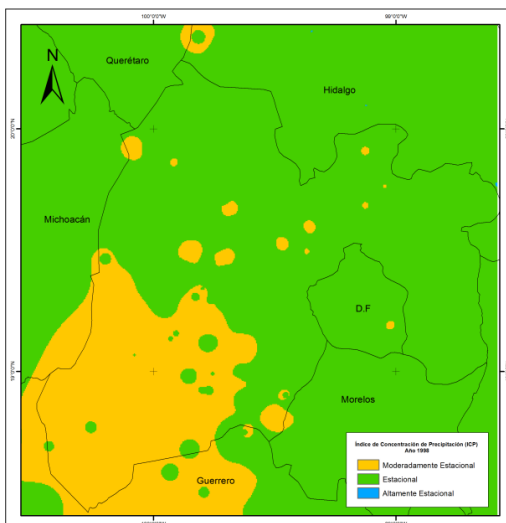 100°0'0"W
99°0'0"W
N
Querétaro
Hidalgo
20°0'0"N
Michoacán
D.F
19°0'0"N
Morelos
Guerrero
Índice de Concentración de Precipitación (ICP)
Año 1998
Moderadamente Estacional
Estacional
Altamente Estacional